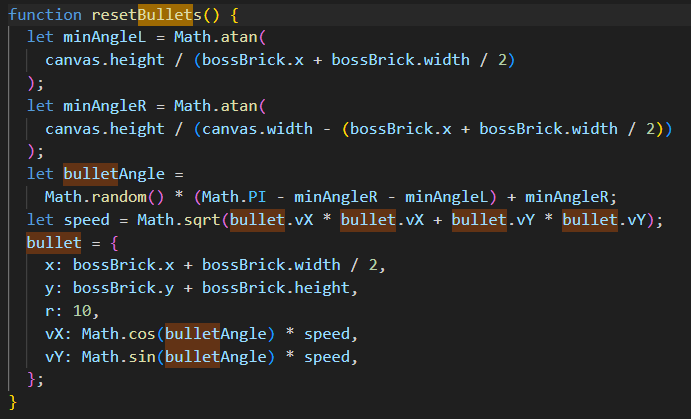 function resetBullets() {
  let minAngleL = Math.atan(
    canvas.height / (bossBrick.x + bossBrick.width / 2)
  );
  let minAngleR = Math.atan(
    canvas.height / (canvas.width - (bossBrick.x + bossBrick.width / 2))
  );
  let bulletAngle =
    Math.random() * (Math.PI - minAngleR - minAngleL) + minAngleR;
  let speed = Math.sqrt(bullet.vX * bullet.vX + bullet.vY * bullet.vY);
  bullet = {
    x: bossBrick.x + bossBrick.width / 2,
    y: bossBrick.y + bossBrick.height,
    r: 10,
    vX: Math.cos(bulletAngle) * speed,
    vY: Math.sin(bulletAngle) * speed,
  };
}